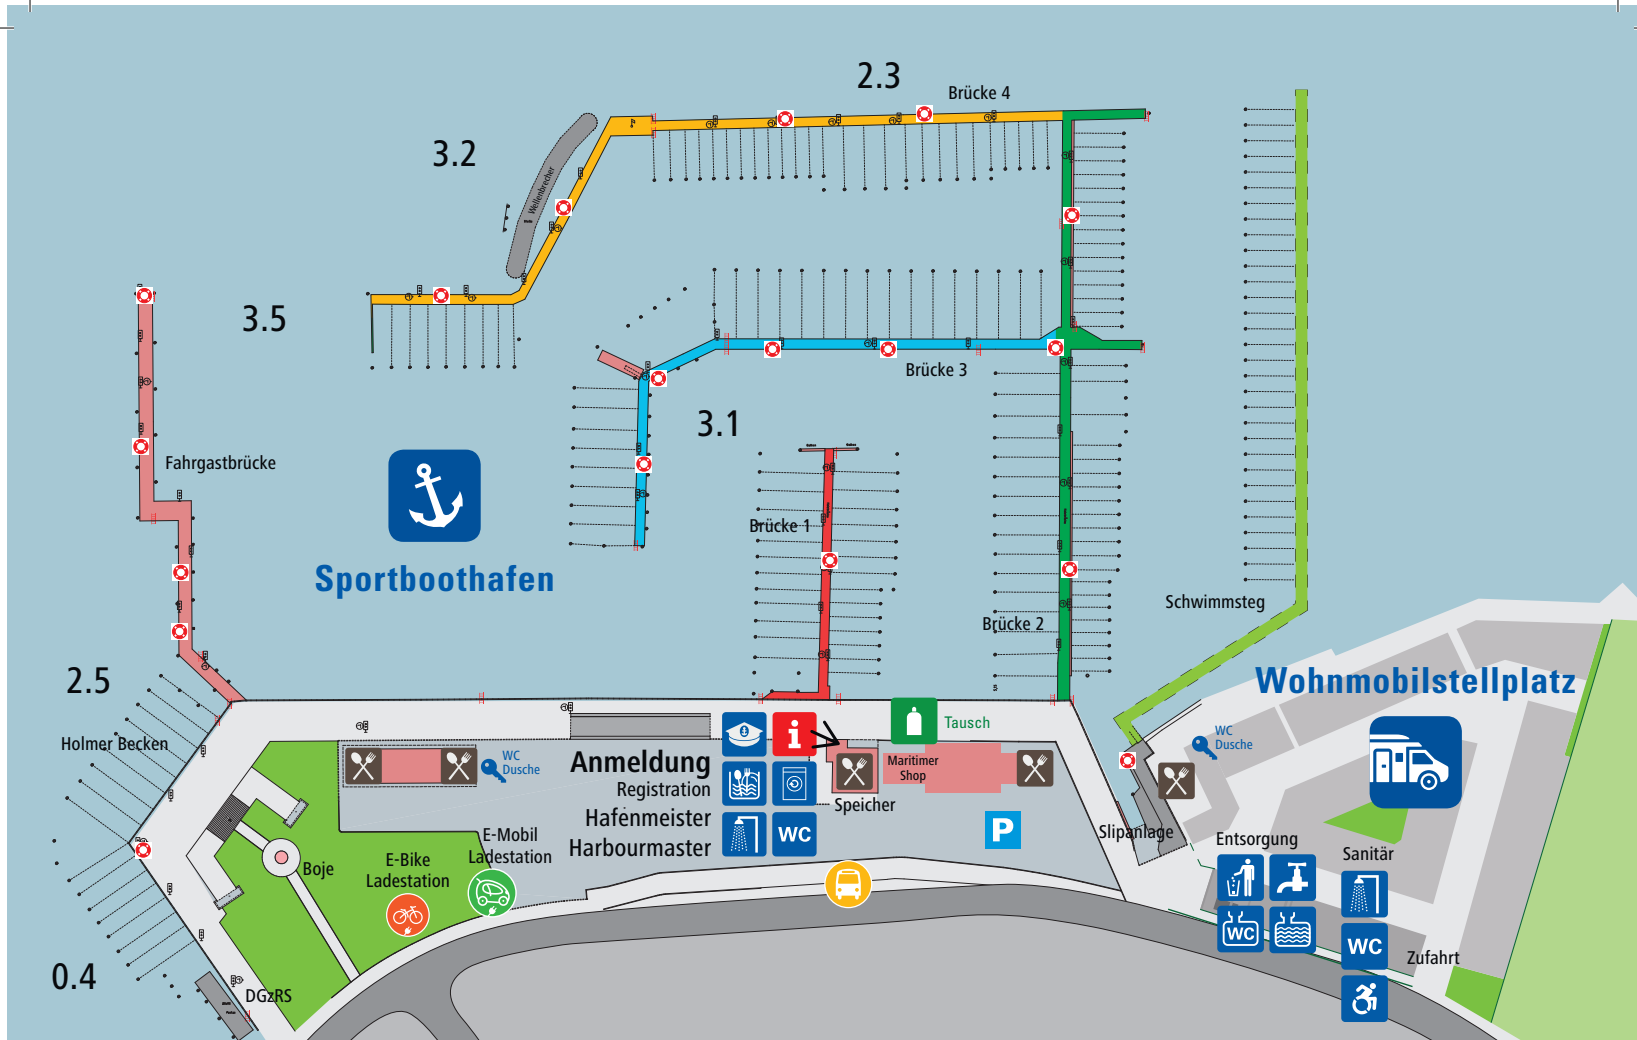 2.3
Brücke 4
3.2
Wellenbrecher
3.5
Brücke 3
3.1
Fahrgastbrücke
Brücke 1
Sportboothafen
Schwimmsteg
Brücke 2
2.5
Wohnmobilstellplatz
Holmer Becken
Tausch
WC
Dusche
WC
Dusche
Anmeldung
Registration
Hafenmeister
Harbourmaster
i
WC
Maritimer
Shop
Speicher
P
Slipanlage
E-Mobil
Ladestation
E-Bike
Ladestation
Boje
Entsorgung
WC
Sanitär
WC
Zufahrt
0.4
DGzRS